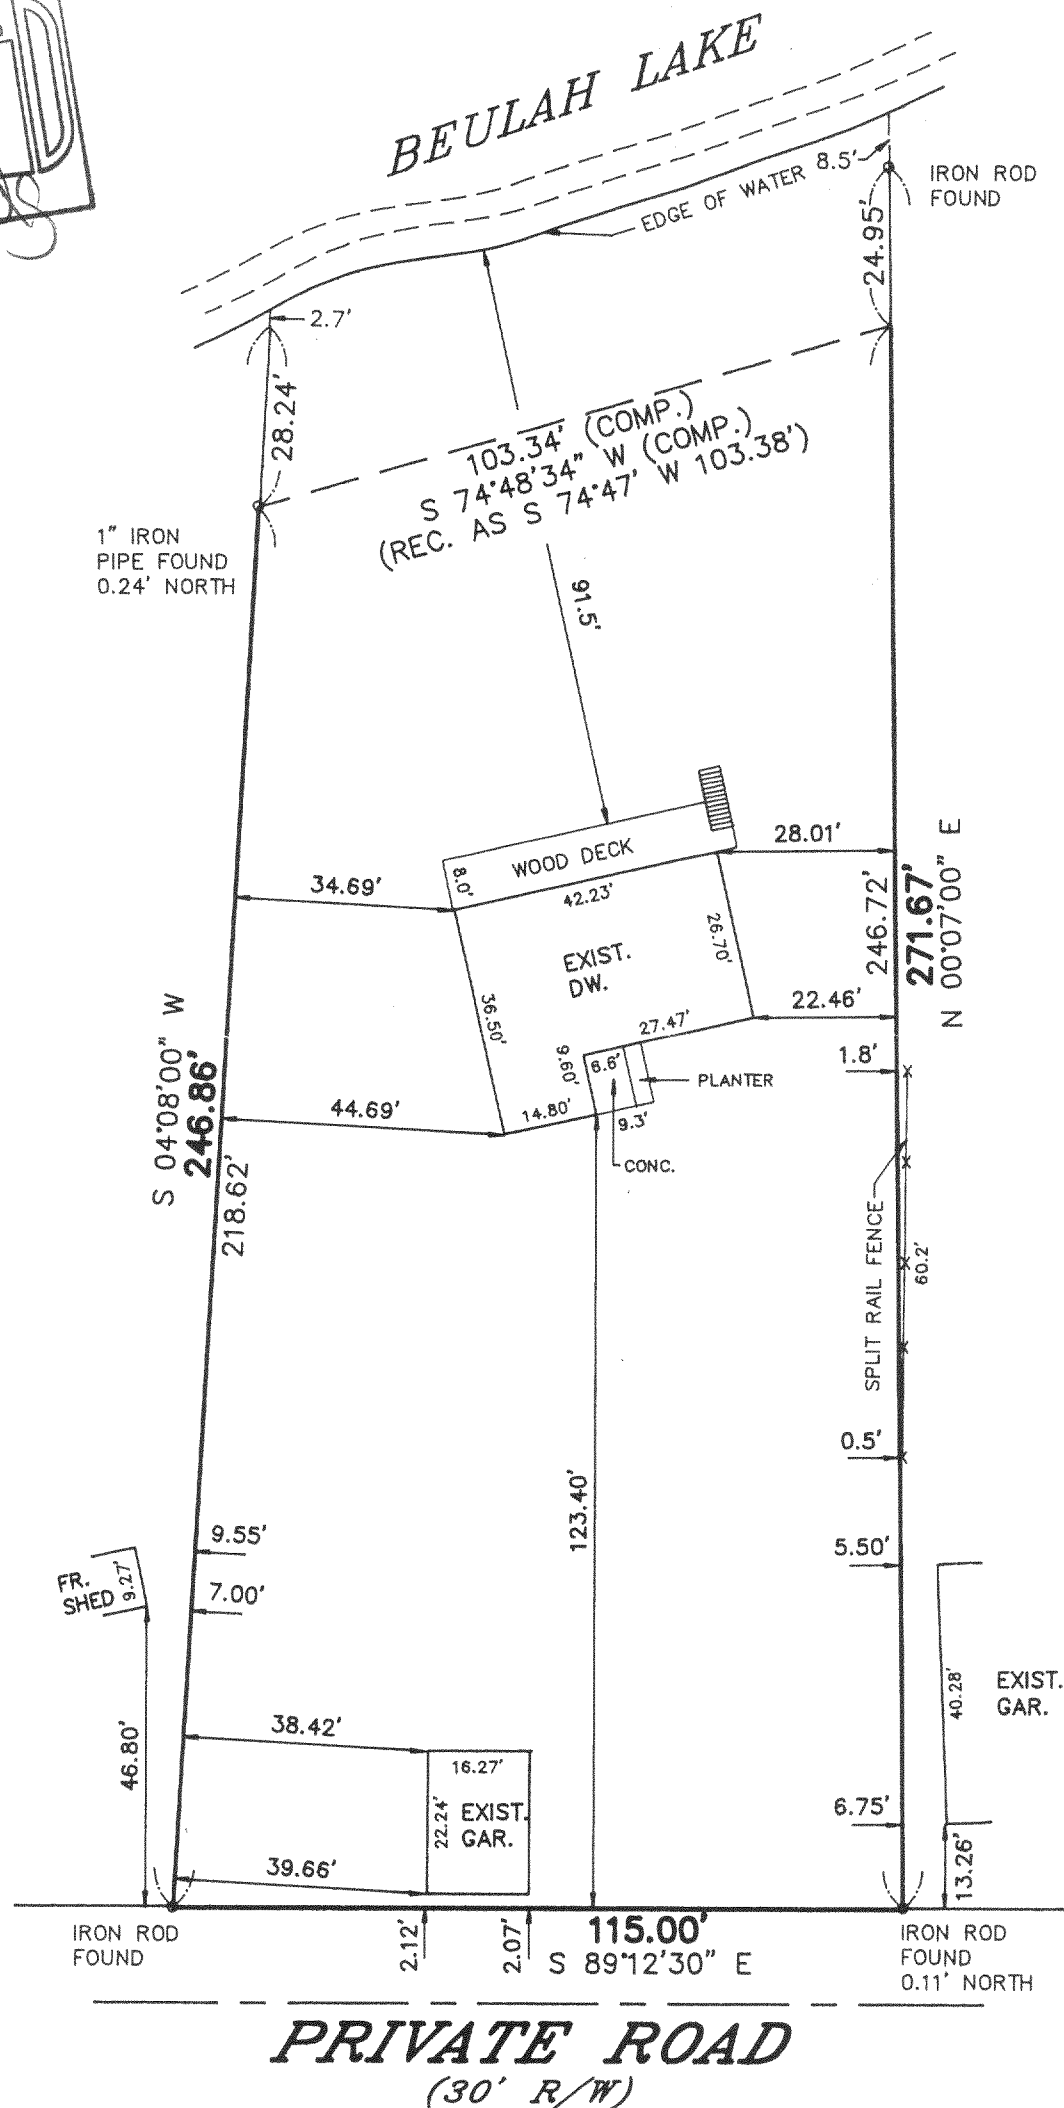 BEULAH LAKE
EDGE OF WATER 8.5'
IRON ROD
FOUND
24.95'
2.7'
28.24'
103.34' (COMP.)
S 74°48'34" W (COMP.)
(REC. AS S 74°47' W 103.38')
1" IRON
PIPE FOUND
0.24' NORTH
91.5'
WOOD DECK
28.01'
34.69'
8.0'
42.23'
26.70'
EXIST.
DW.
36.50'
246.72'
271.67'
N 00°07'00" E
22.46'
27.47'
9.60'
6.6'
1.8'
PLANTER
S 04°08'00" W
246.86'
218.62'
44.69'
14.80'
9.3'
CONC.
SPLIT RAIL FENCE
60.2'
0.5'
123.40'
9.55'
5.50'
FR.
SHED
9.27'
7.00'
40.28'
EXIST.
GAR.
46.80'
38.42'
16.27'
22.24'
EXIST.
GAR.
6.75'
13.26'
39.66'
IRON ROD
FOUND
2.12'
2.07'
115.00'
S 89°12'30" E
IRON ROD
FOUND
0.11' NORTH
PRIVATE ROAD
(30' R/W)